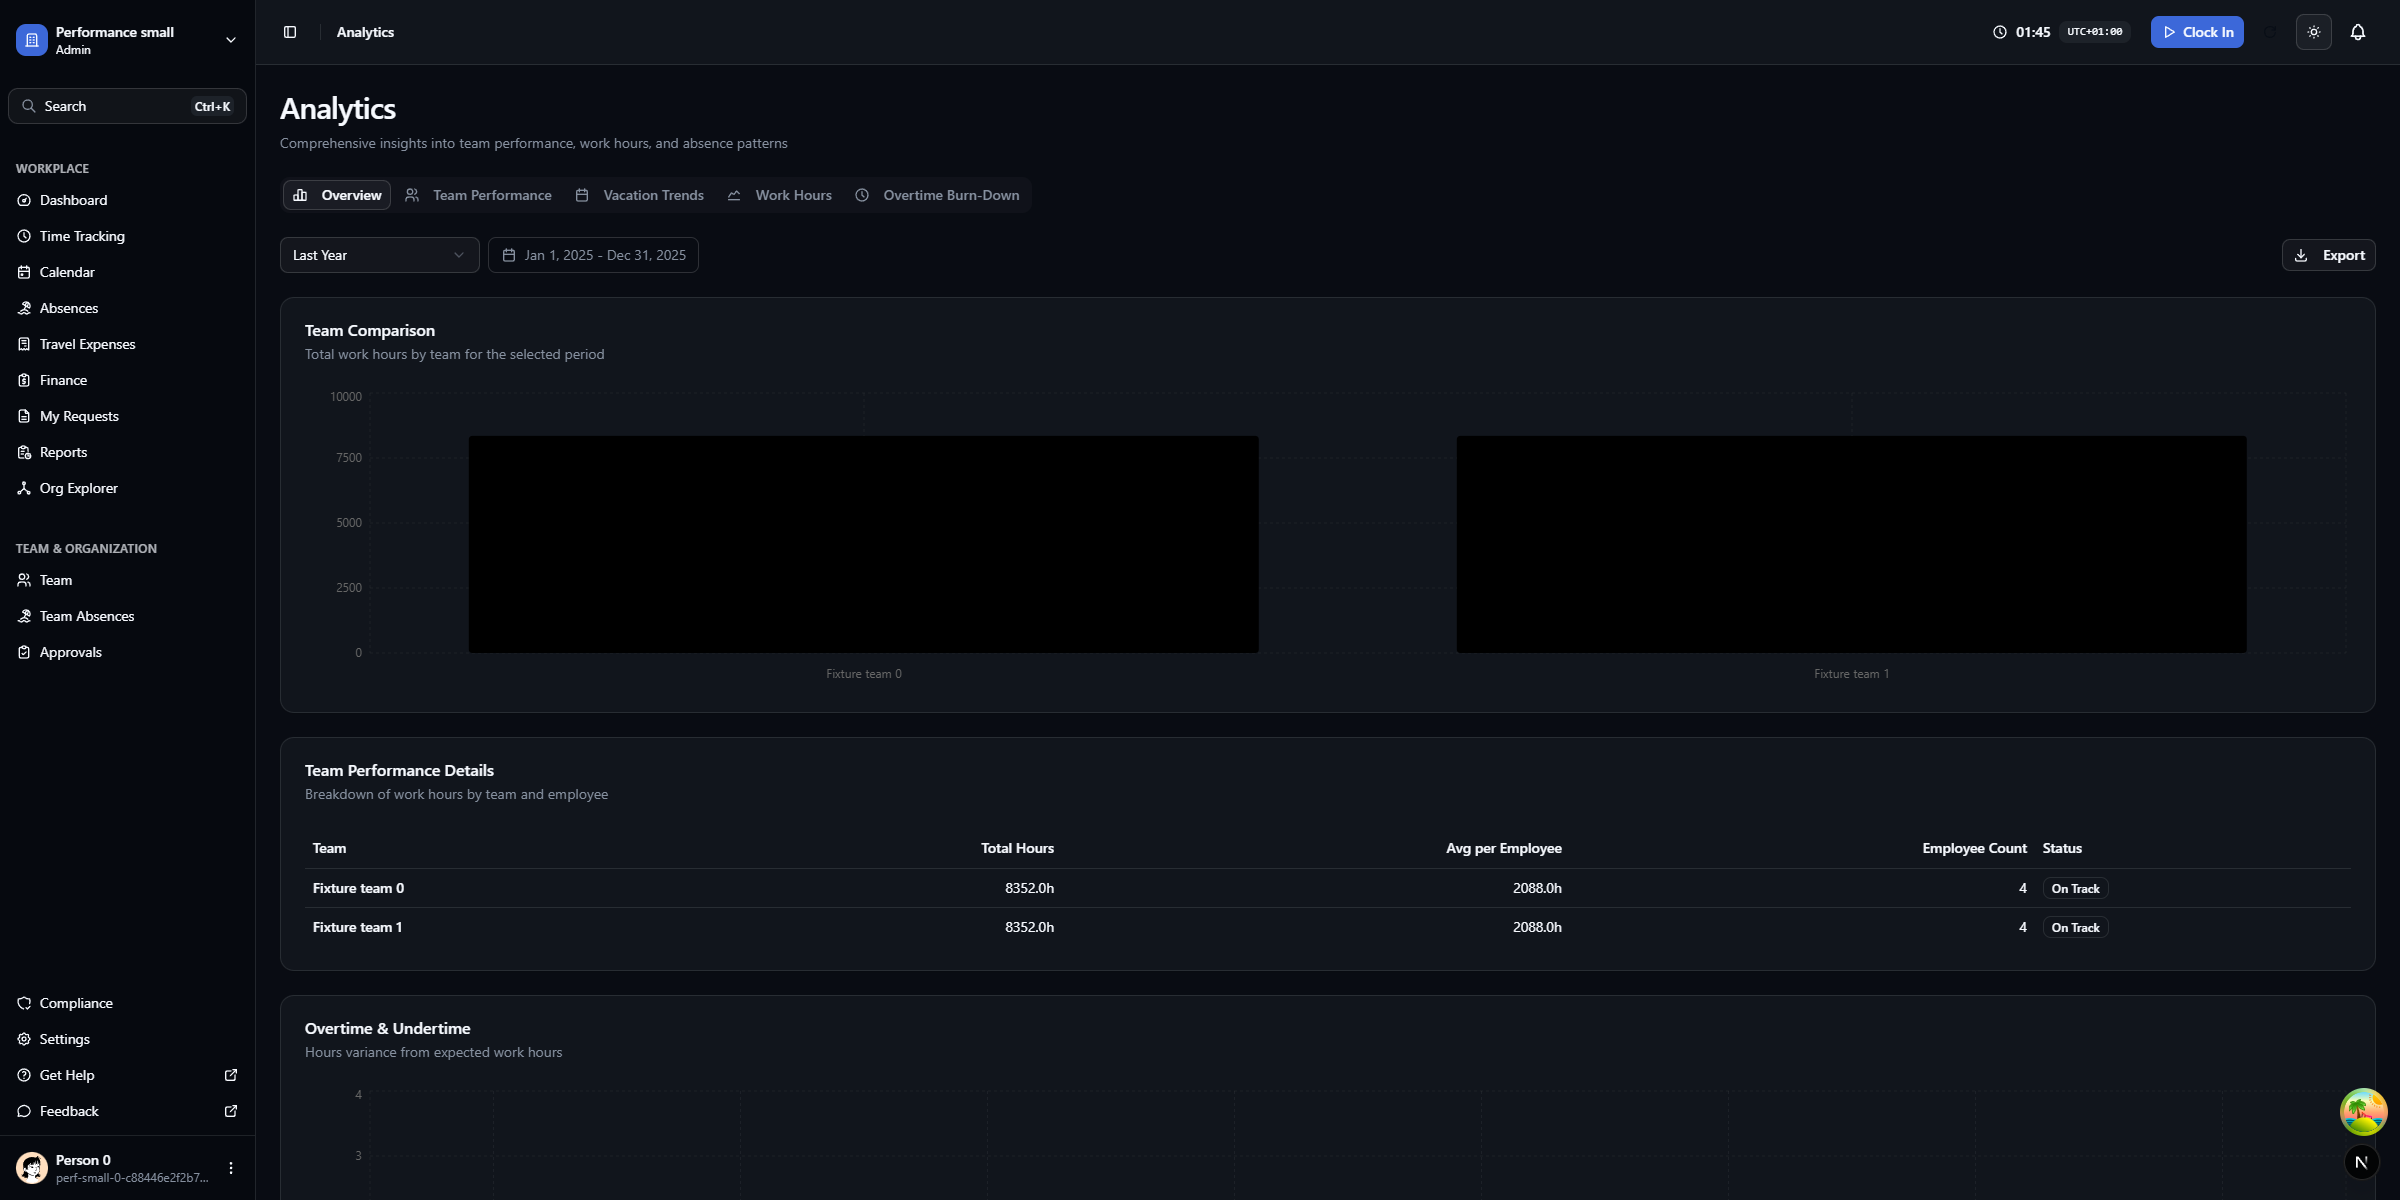 Performance small
Admin
Search Ctrl+K
WORKPLACE
Dashboard
Time Tracking
Calendar
Absences
Travel Expenses
Finance
My Requests
Reports
Org Explorer
TEAM & ORGANIZATION
Team
Team Absences
Approvals
Compliance
Settings
Get Help
Feedback
Person 0
perf-small-0-c88446e2f2b7...
Analytics
01:45 UTC+01:00 Clock In
Analytics
Comprehensive insights into team performance, work hours, and absence patterns
Overview Team Performance Vacation Trends Work Hours Overtime Burn-Down
Last Year Jan 1, 2025 - Dec 31, 2025 Export
Team Comparison
Total work hours by team for the selected period
10000
7500
5000
2500
0
Fixture team 0 Fixture team 1
Team Performance Details
Breakdown of work hours by team and employee
Team Total Hours Avg per Employee Employee Count Status
Fixture team 0 8352.0h 2088.0h 4 On Track
Fixture team 1 8352.0h 2088.0h 4 On Track
Overtime & Undertime
Hours variance from expected work hours
4
3
N